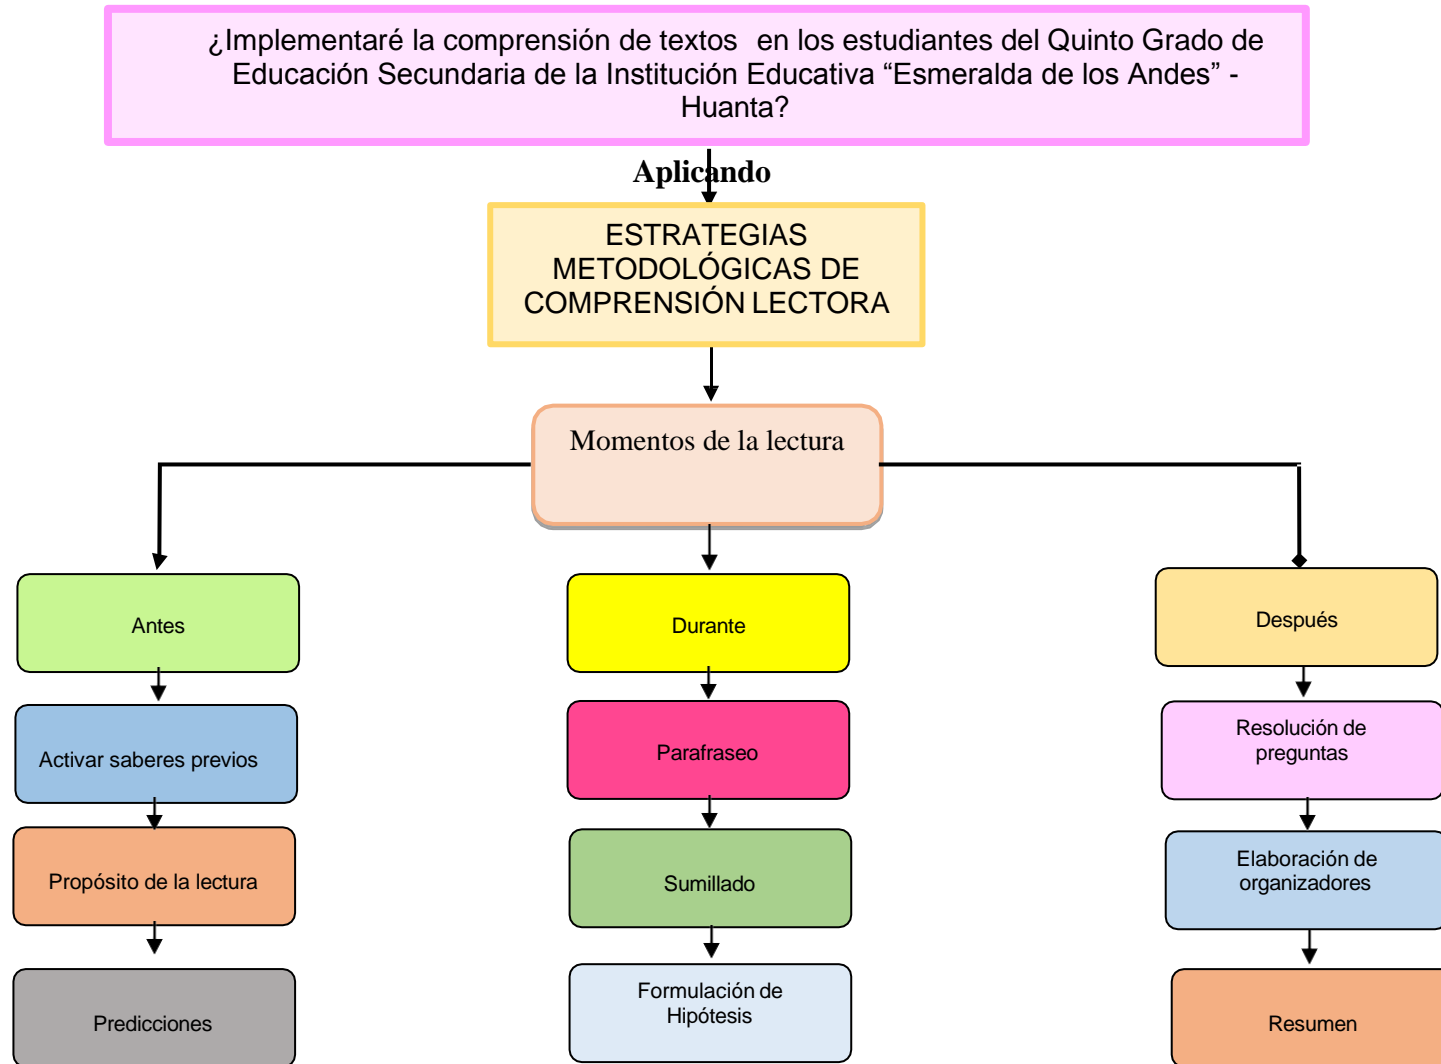 ¿Implementaré la comprensión de textos  en los estudiantes del Quinto Grado de
Educación Secundaria de la Institución Educativa “Esmeralda de los Andes” -
Huanta?
Aplicando
ESTRATEGIAS
METODOLÓGICAS DE
COMPRENSIÓN LECTORA
Momentos de la lectura
Antes
Durante
Después
Activar saberes previos
Parafraseo
Resolución de
preguntas
Propósito de la lectura
Sumillado
Elaboración de
organizadores
Predicciones
Formulación de
Hipótesis
Resumen